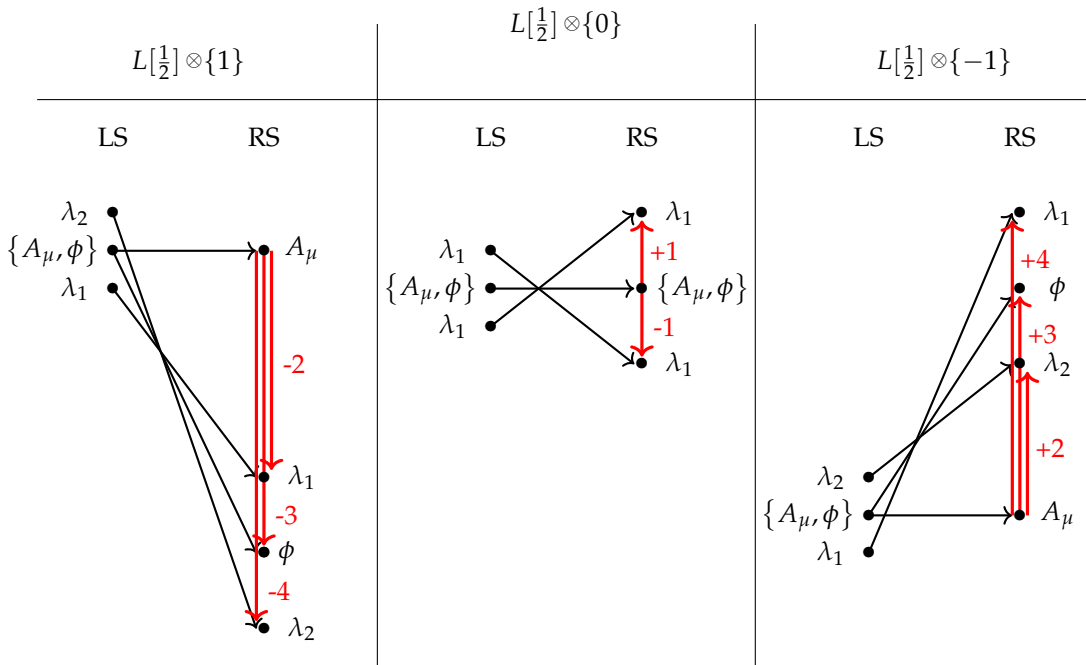 L[½]⊗{1}
L[½]⊗{0}
L[½]⊗{−1}
LS RS
LS RS
LS RS
λ₂
{A_μ, ϕ} A_μ
λ₁
-2
λ₁
-3
ϕ
-4
λ₂
λ₁
λ₁
+1
{A_μ, ϕ} {A_μ, ϕ}
-1
λ₁
λ₁
λ₁
+4
ϕ
+3
λ₂
+2
λ₂
{A_μ, ϕ} A_μ
λ₁